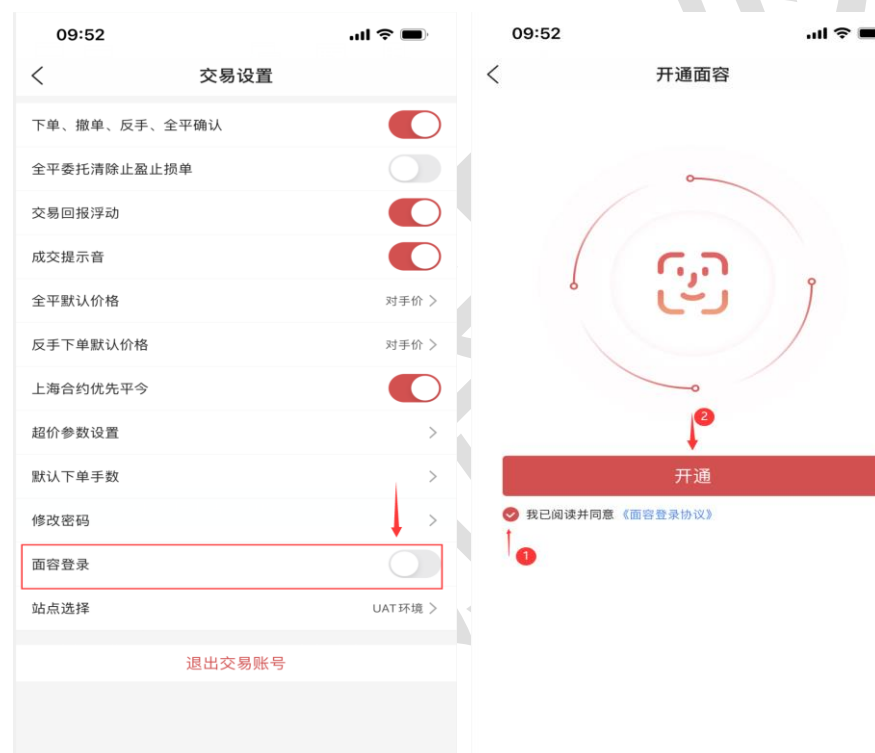 09:52
交易设置
下单、撤单、反手、全平确认
全平委托清除止盈止损单
交易回报浮动
成交提示音
全平默认价格 对手价
反手下单默认价格 对手价
上海合约优先平今
超价参数设置
默认下单手数
修改密码
面容登录
站点选择 UAT环境
退出交易账号
09:52
开通面容
2
开通
我已阅读并同意《面容登录协议》
1